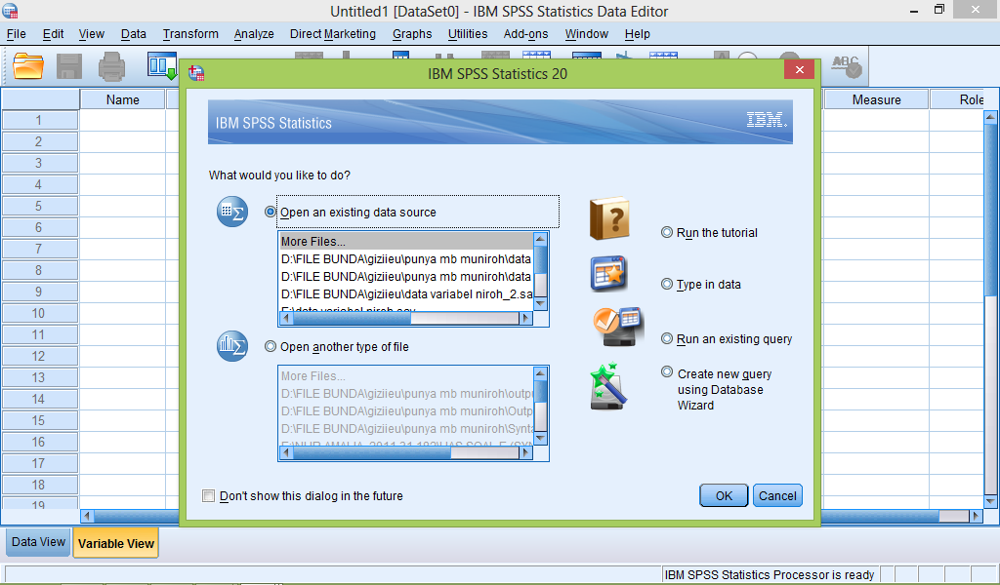 Untitled1 [DataSet0] - IBM SPSS Statistics Data Editor
File Edit View Data Transform Analyze Direct Marketing Graphs Utilities Add-ons Window Help
ABC
IBM SPSS Statistics 20
Name
Measure
Role
1
2
3
4
5
6
7
8
9
10
11
12
13
14
15
16
17
18
19
IBM SPSS Statistics
IBM.
What would you like to do?
Open an existing data source
More Files...
D:\FILE BUNDA\giziieu\punya mb muniroh\data
D:\FILE BUNDA\giziieu\punya mb muniroh\data
D:\FILE BUNDA\giziieu\data variabel niroh_2.sa
E:\data variabel niroh.sav
Open another type of file
More Files...
D:\FILE BUNDA\giziieu\punya mb muniroh\outpu
D:\FILE BUNDA\giziieu\punya mb muniroh\Outp
D:\FILE BUNDA\giziieu\punya mb muniroh\Synta
Run the tutorial
Type in data
Run an existing query
Create new query
using Database
Wizard
Don't show this dialog in the future
OK
Cancel
Data View
Variable View
IBM SPSS Statistics Processor is ready